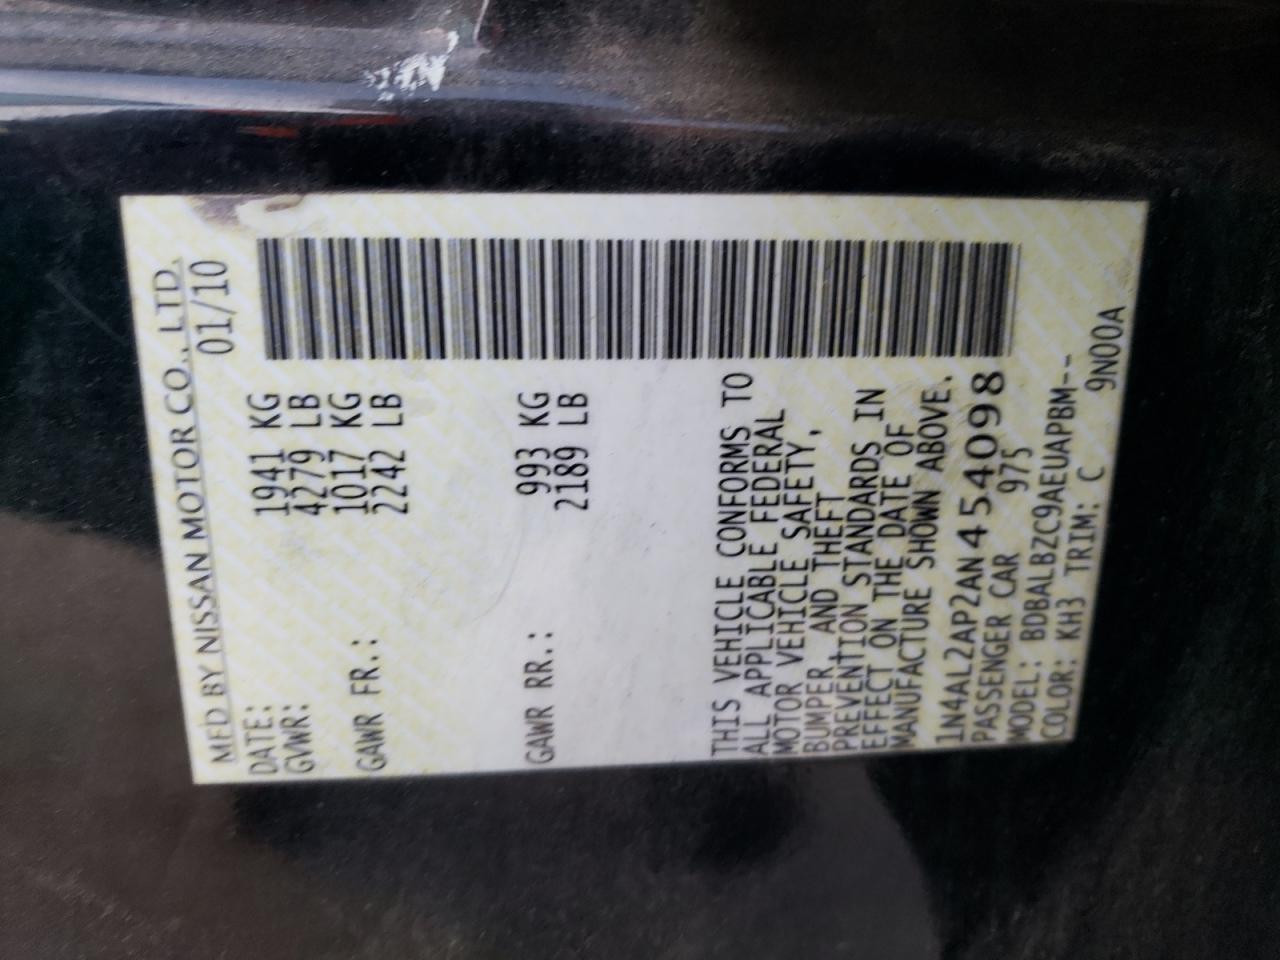 MFD BY NISSAN MOTOR CO., LTD.
DATE: 01/10
GVWR: 1941 KG
4279 LB
GAWR FR.: 1017 KG
2242 LB
GAWR RR.: 993 KG
2189 LB
THIS VEHICLE CONFORMS TO
ALL APPLICABLE FEDERAL
MOTOR VEHICLE SAFETY,
BUMPER AND THEFT
PREVENTION STANDARDS IN
EFFECT ON THE DATE OF
MANUFACTURE SHOWN ABOVE.
1N4AL2AP2AN454098
PASSENGER CAR 975
MODEL: BDBALBZC9AEUAPBM--
COLOR: KH3 TRIM: C 9N00A